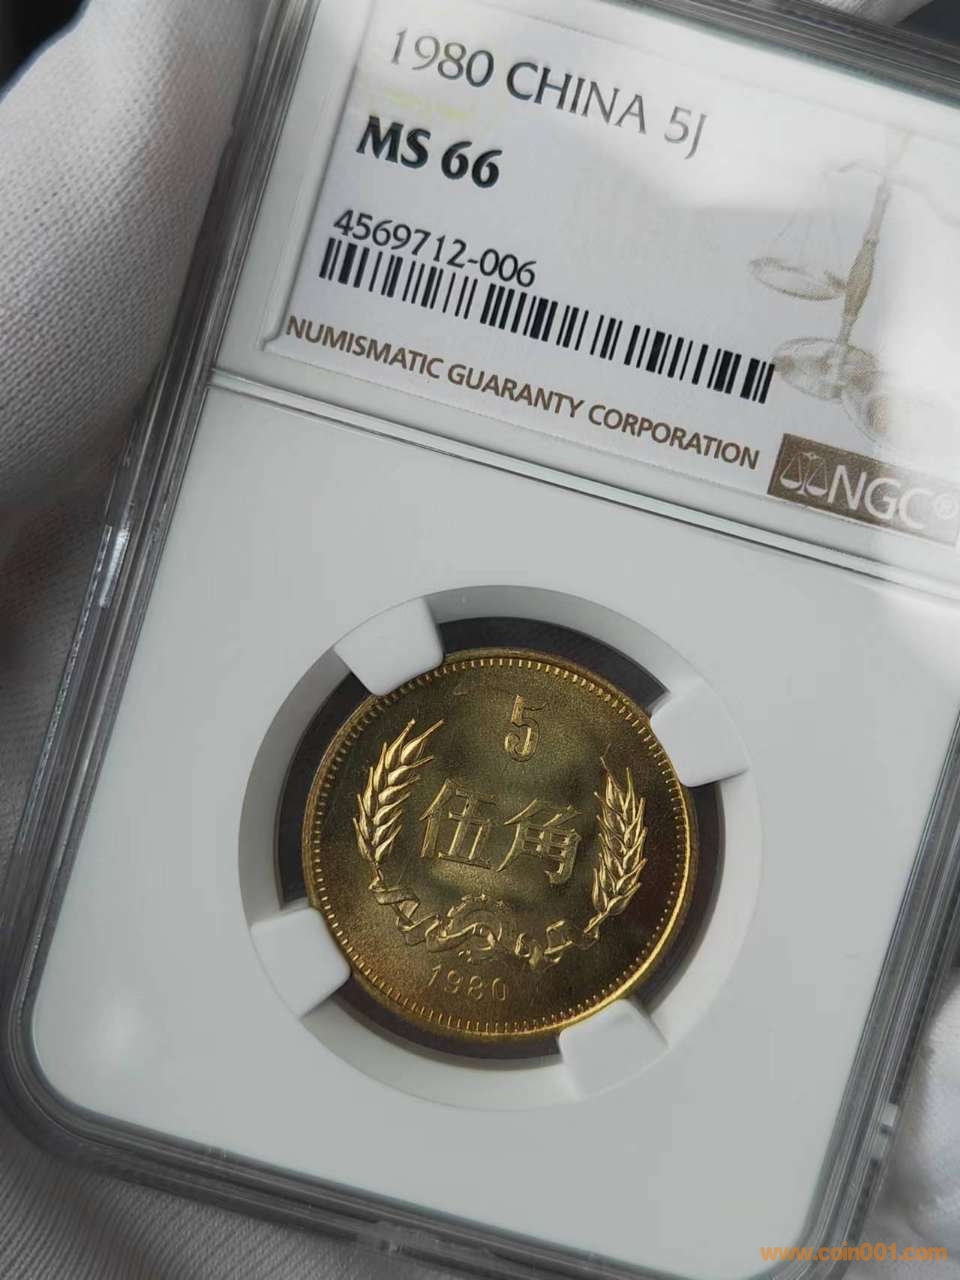 1980 CHINA 5J
MS 66
4569712-006
NUMISMATIC GUARANTY CORPORATION
NGC®
5
伍角
1980
www.coin001.com